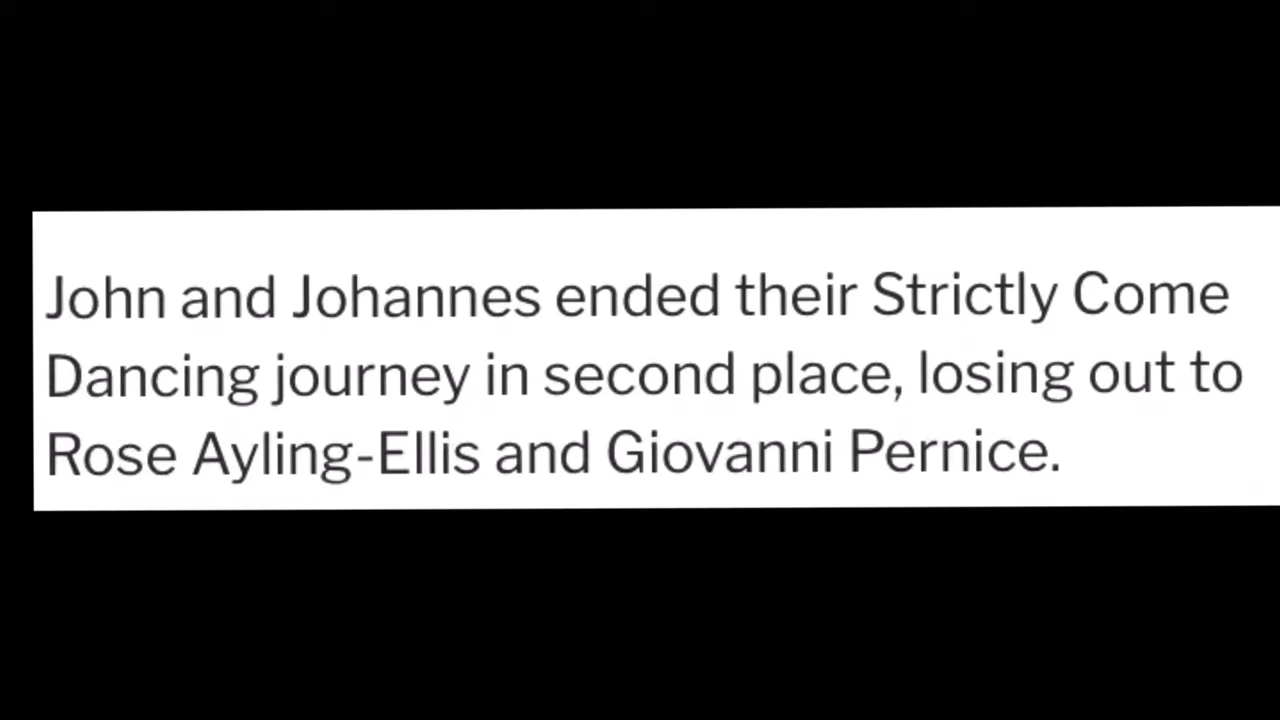 John and Johannes ended their Strictly Come
Dancing journey in second place, losing out to
Rose Ayling-Ellis and Giovanni Pernice.